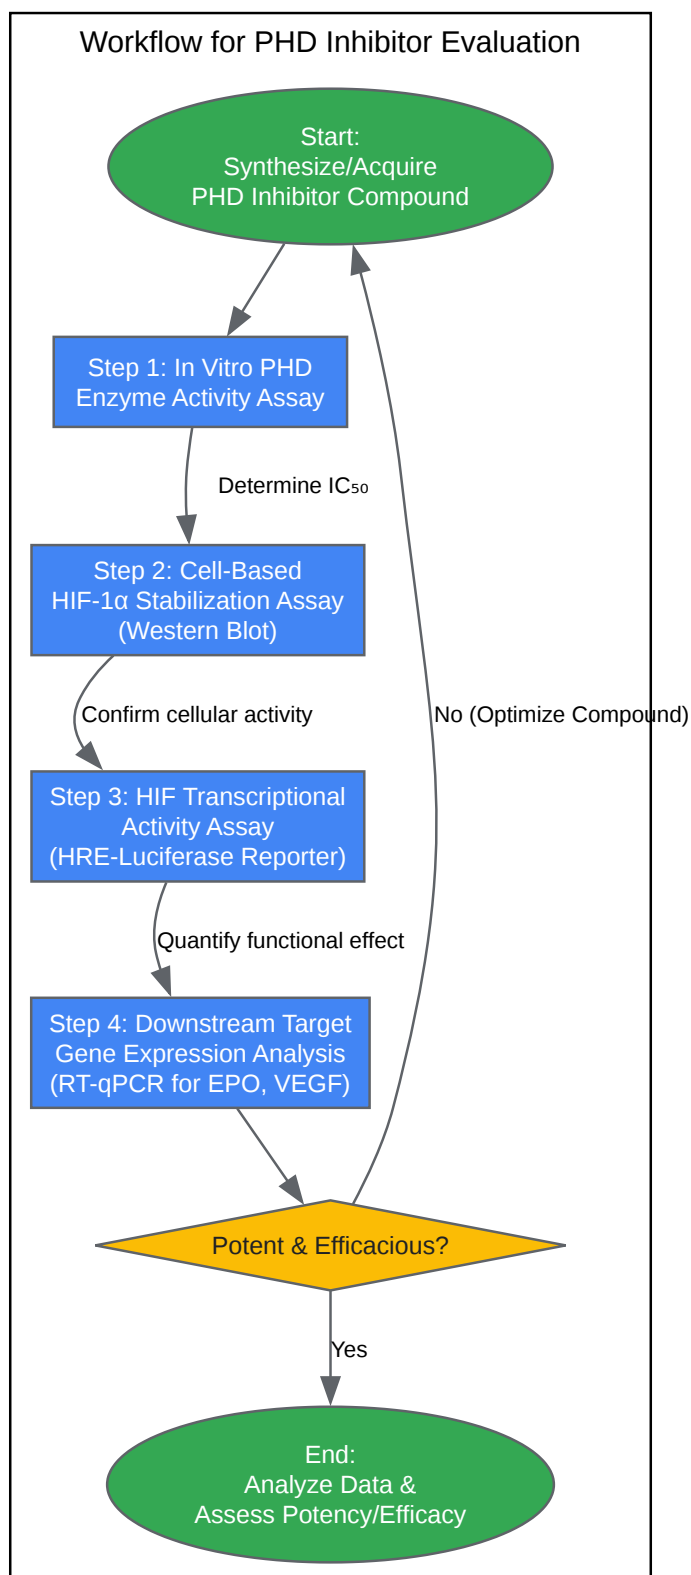 Workflow for PHD Inhibitor Evaluation
Start:
Synthesize/Acquire
PHD Inhibitor Compound
Step 1: In Vitro PHD
Enzyme Activity Assay
Determine IC₅₀
Step 2: Cell-Based
HIF-1α Stabilization Assay
(Western Blot)
Confirm cellular activity
No (Optimize Compound)
Step 3: HIF Transcriptional
Activity Assay
(HRE-Luciferase Reporter)
Quantify functional effect
Step 4: Downstream Target
Gene Expression Analysis
(RT-qPCR for EPO, VEGF)
Potent & Efficacious?
Yes
End:
Analyze Data &
Assess Potency/Efficacy